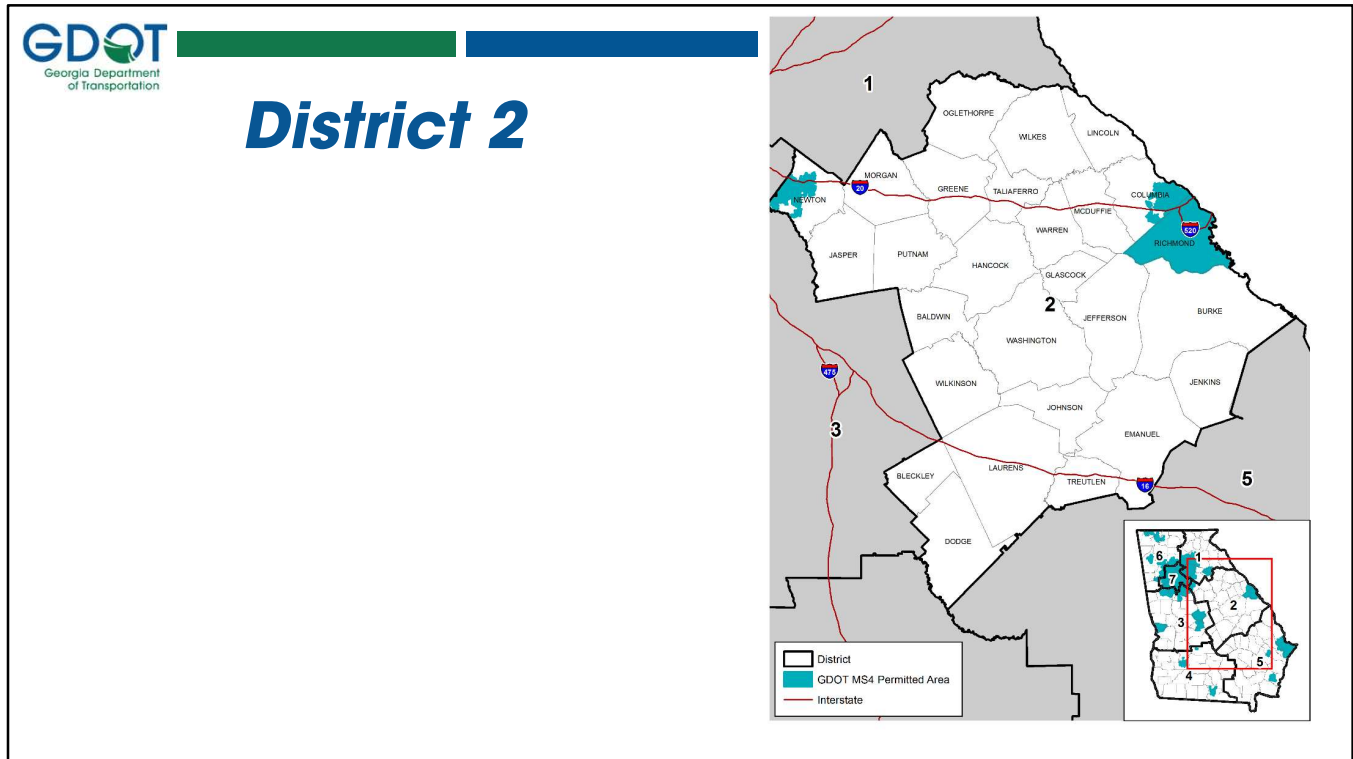 GDOT
Georgia Department
of Transportation
District 2
1
OGLETHORPE
WILKES
LINCOLN
MORGAN
20
GREENE
TALIAFERRO
COLUMBIA
NEWTON
MCDUFFIE
WARREN
520
RICHMOND
JASPER
PUTNAM
HANCOCK
GLASCOCK
2
BALDWIN
JEFFERSON
BURKE
WASHINGTON
475
WILKINSON
JENKINS
JOHNSON
3
EMANUEL
BLECKLEY
LAURENS
TREUTLEN
16
5
DODGE
6
1
7
2
3
5
4
District
GDOT MS4 Permitted Area
Interstate